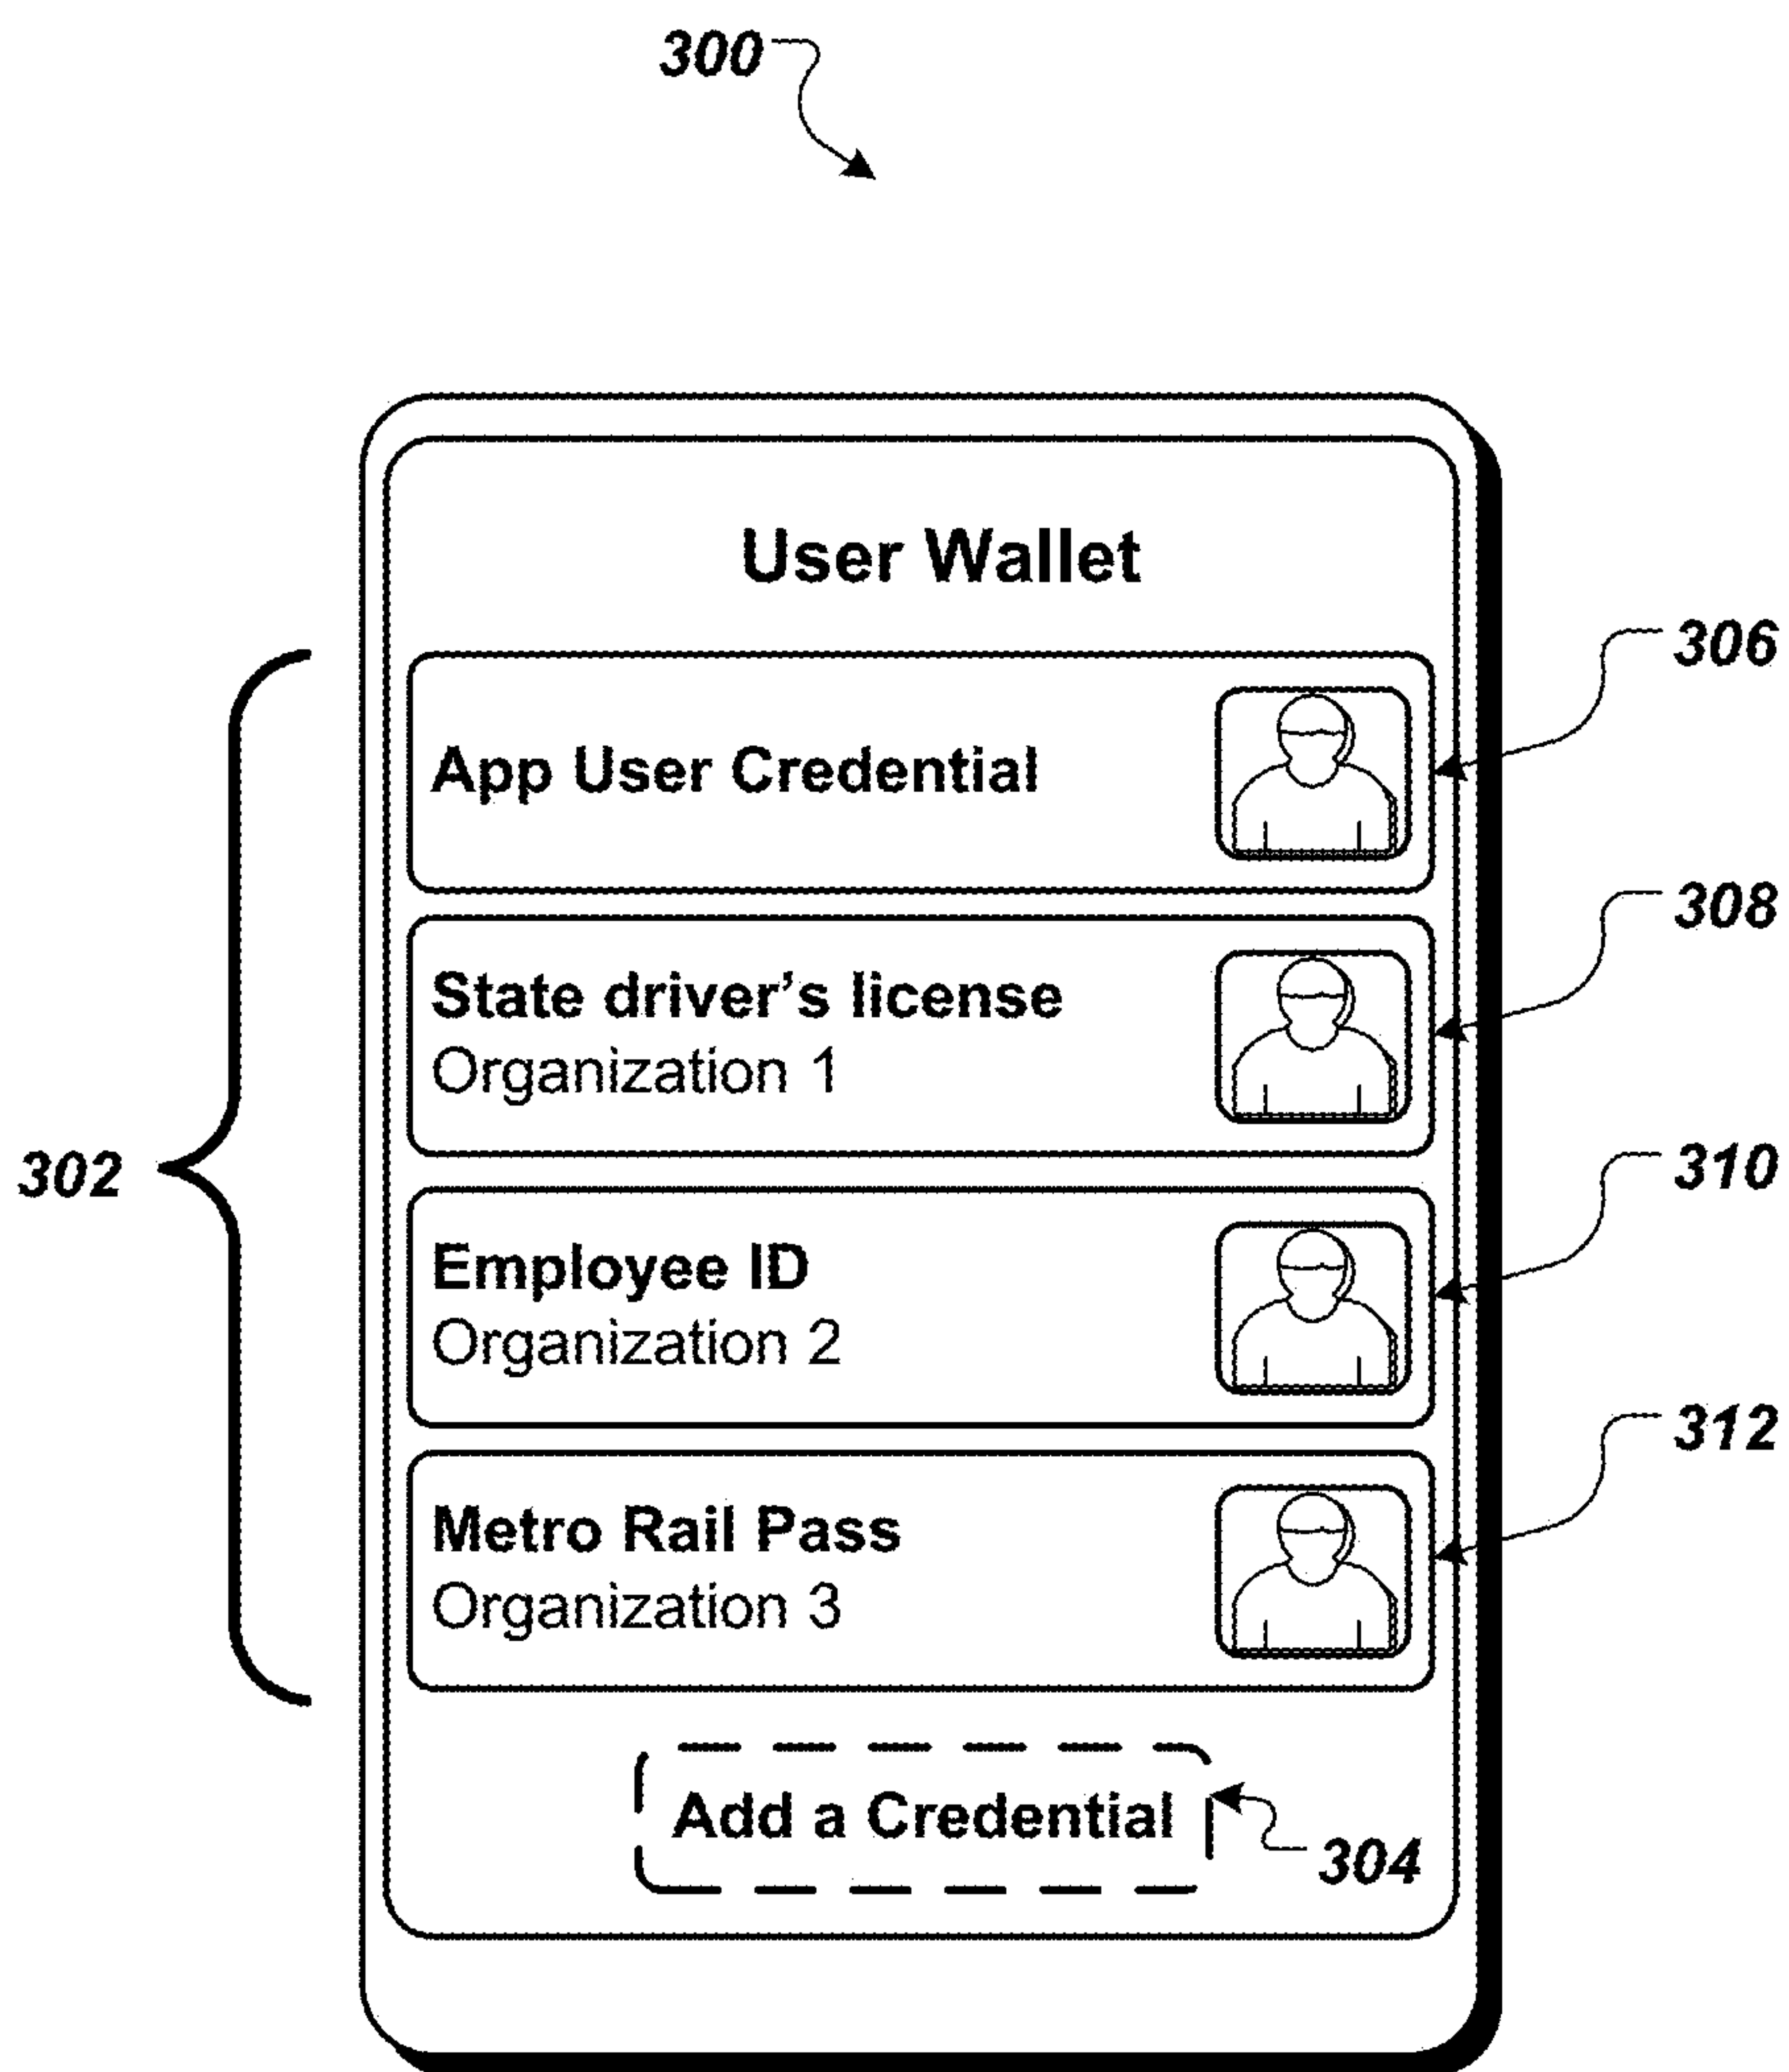 300
User Wallet
306
App User Credential
308
State driver's license
Organization 1
302
310
Employee ID
Organization 2
312
Metro Rail Pass
Organization 3
Add a Credential
304